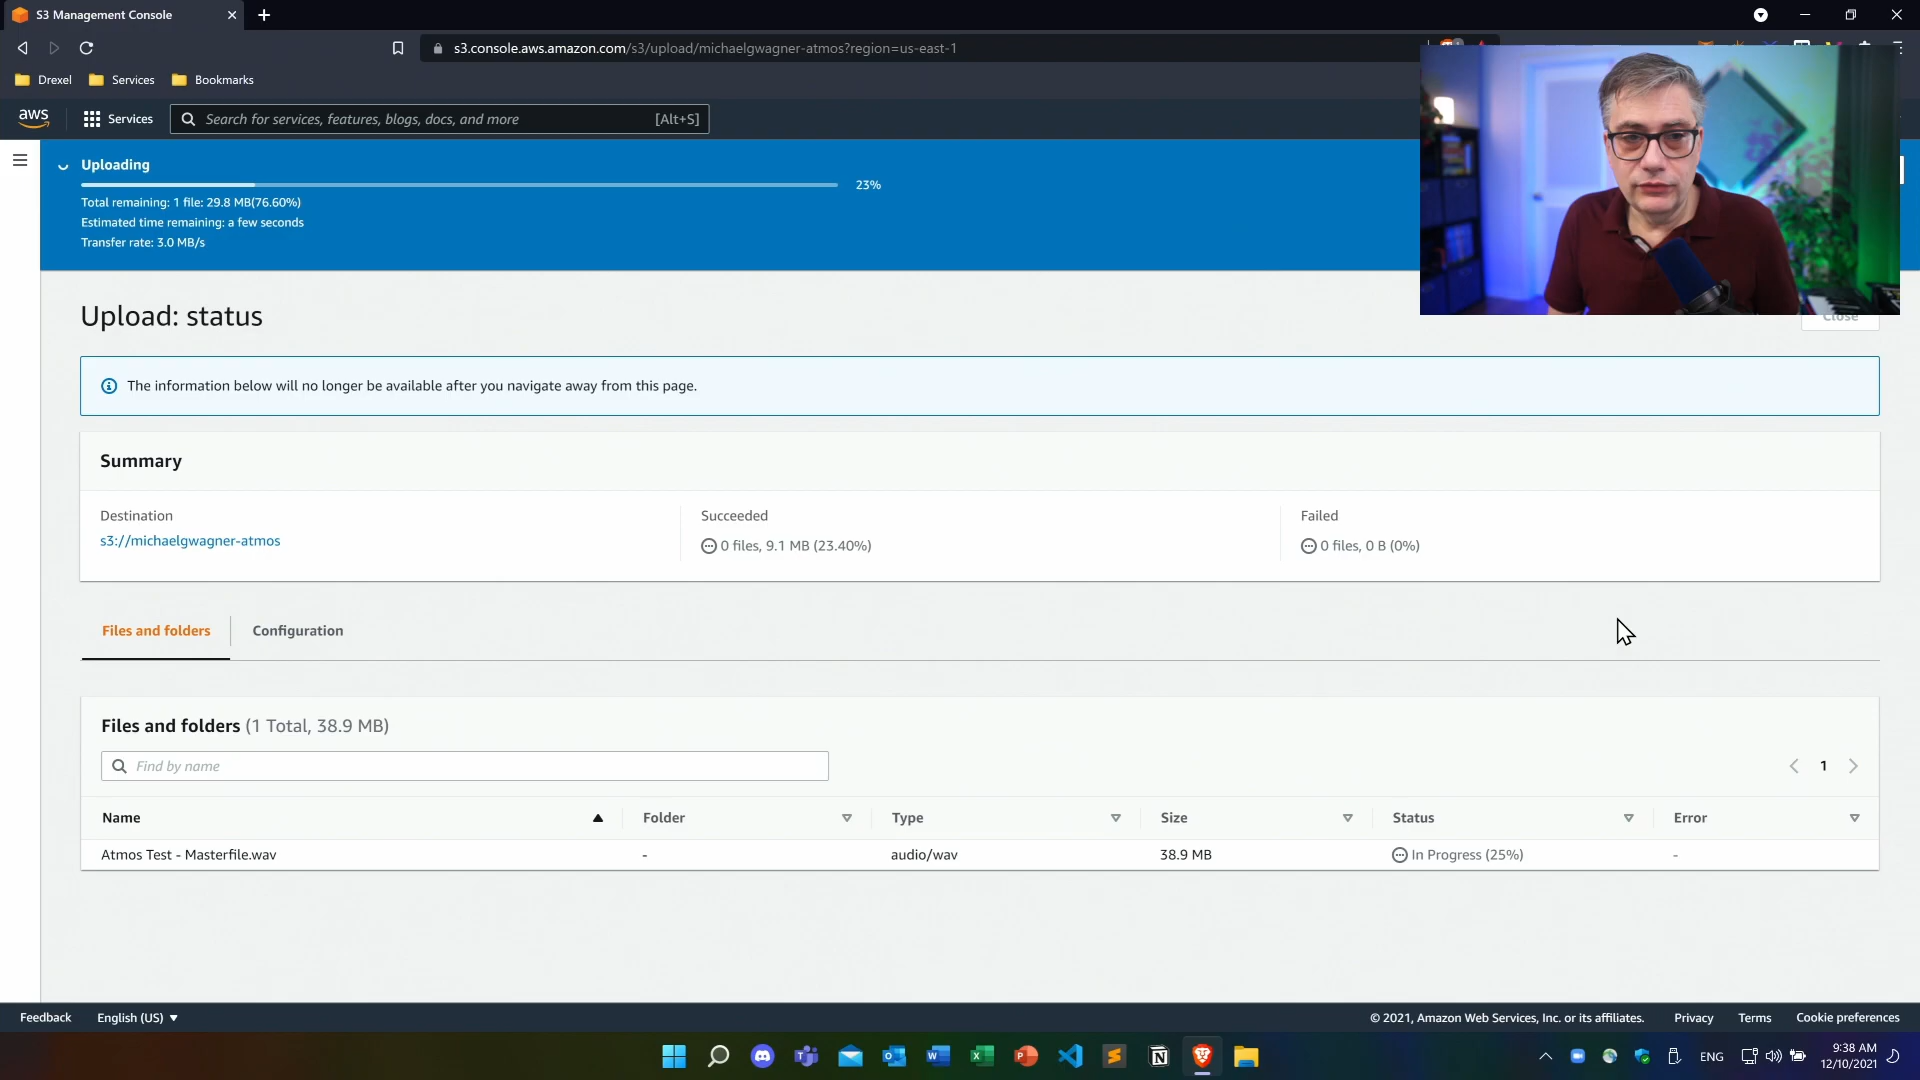 S3 Management Console
s3.console.aws.amazon.com/s3/upload/michaelgwagner-atmos?region=us-east-1
Drexel Services Bookmarks
aws Services Search for services, features, blogs, docs, and more [Alt+S]
Uploading
23%
Total remaining: 1 file: 29.8 MB(76.60%)
Estimated time remaining: a few seconds
Transfer rate: 3.0 MB/s
Upload: status
Close
The information below will no longer be available after you navigate away from this page.
Summary
Destination Succeeded Failed
s3://michaelgwagner-atmos 0 files, 9.1 MB (23.40%) 0 files, 0 B (0%)
Files and folders Configuration
Files and folders (1 Total, 38.9 MB)
Find by name
1
Name Folder Type Size Status Error
Atmos Test - Masterfile.wav - audio/wav 38.9 MB In Progress (25%) -
Feedback English (US) © 2021, Amazon Web Services, Inc. or its affiliates. Privacy Terms Cookie preferences
ENG 9:38 AM
12/10/2021